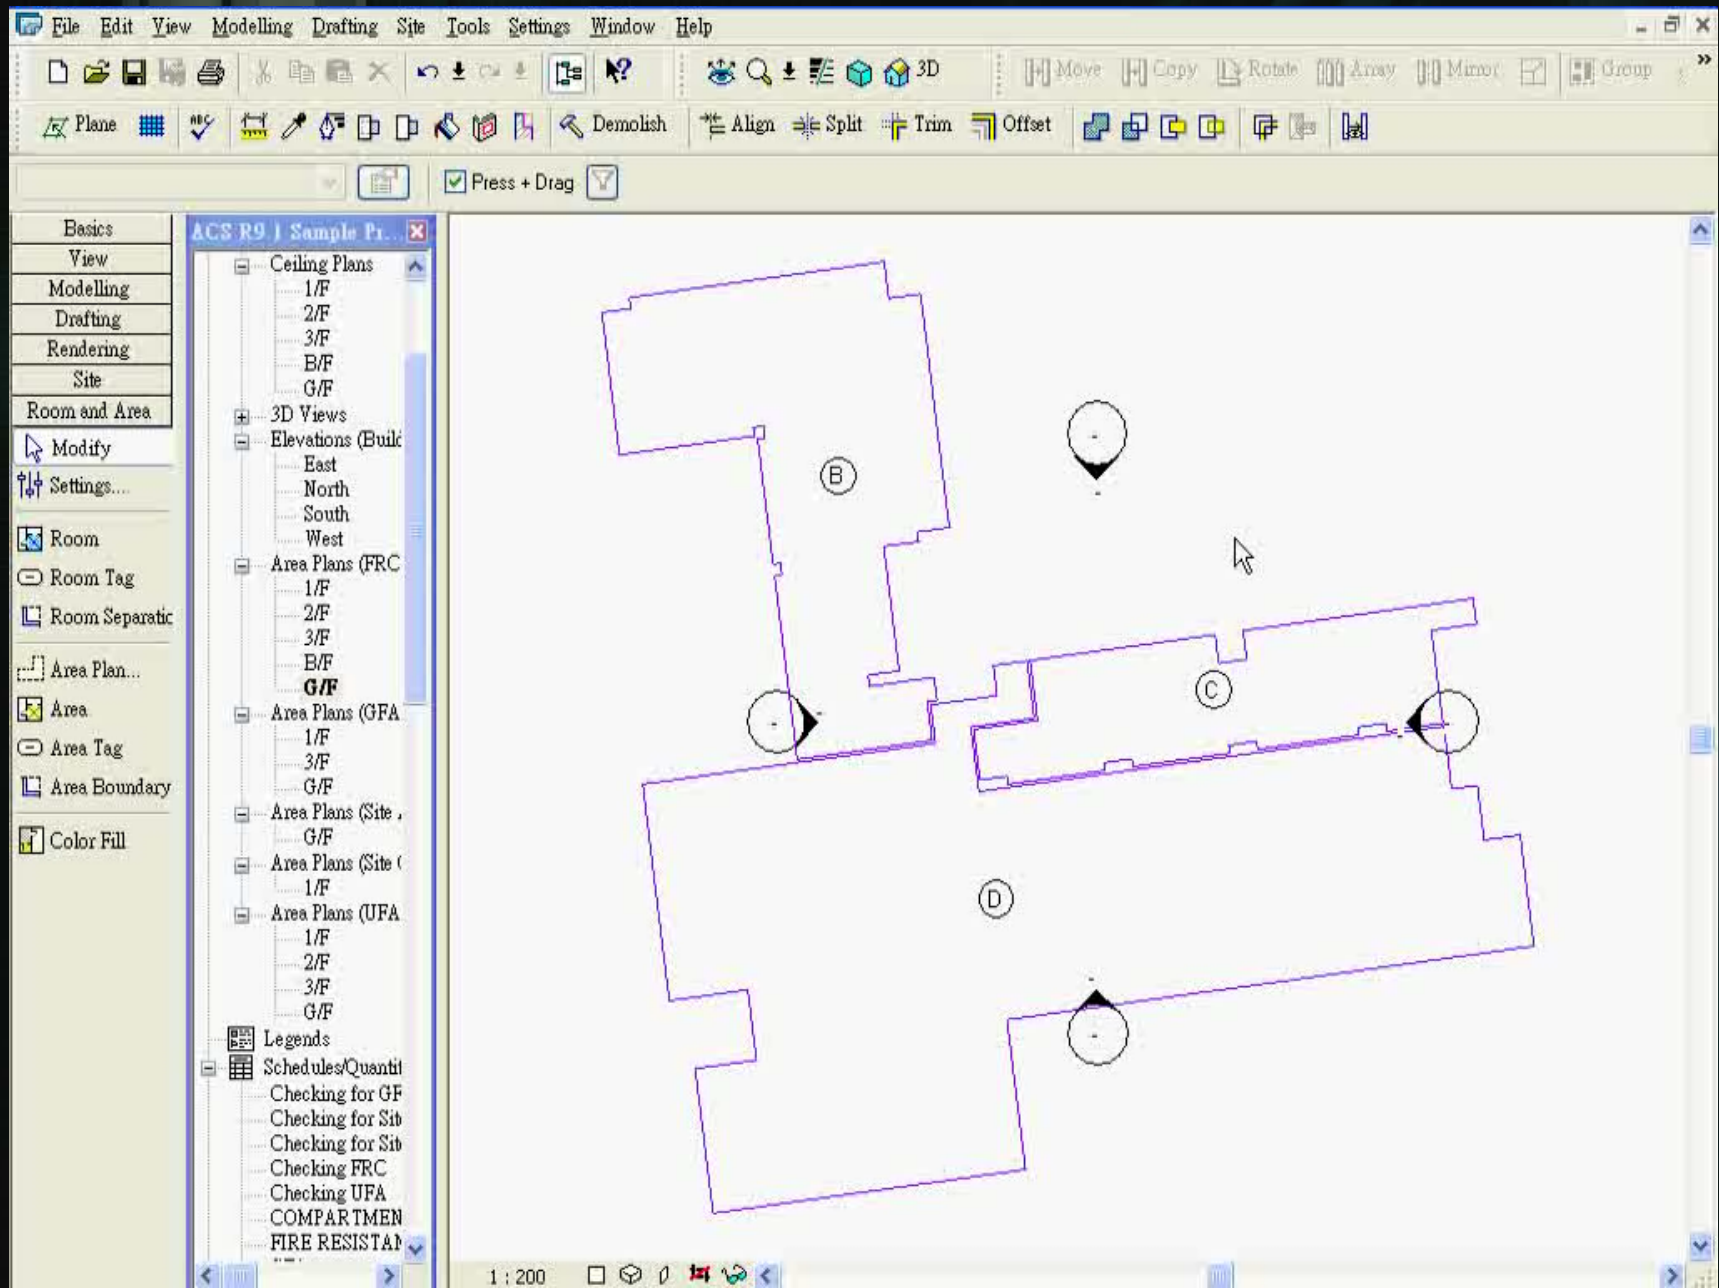 File Edit View Modelling Drafting Site Tools Settings Window Help
3D Move Copy Rotate Array Mirror Group
Plane ABC Demolish Align Split Trim Offset
Press + Drag
Basics
View
Modelling
Drafting
Rendering
Site
Room and Area
Modify
Settings....
Room
Room Tag
Room Separatic
Area Plan...
Area
Area Tag
Area Boundary
Color Fill
ACS R9 1 Sample Pr...
Ceiling Plans
1/F
2/F
3/F
B/F
G/F
3D Views
Elevations (Build
East
North
South
West
Area Plans (FRC
1/F
2/F
3/F
B/F
G/F
Area Plans (GFA
1/F
3/F
G/F
Area Plans (Site
G/F
Area Plans (Site
1/F
Area Plans (UFA
1/F
2/F
3/F
G/F
Legends
Schedules/Quantit
Checking for GF
Checking for Sit
Checking for Sit
Checking FRC
Checking UFA
COMPARTMEN
FIRE RESISTAN
B
C
D
1 : 200